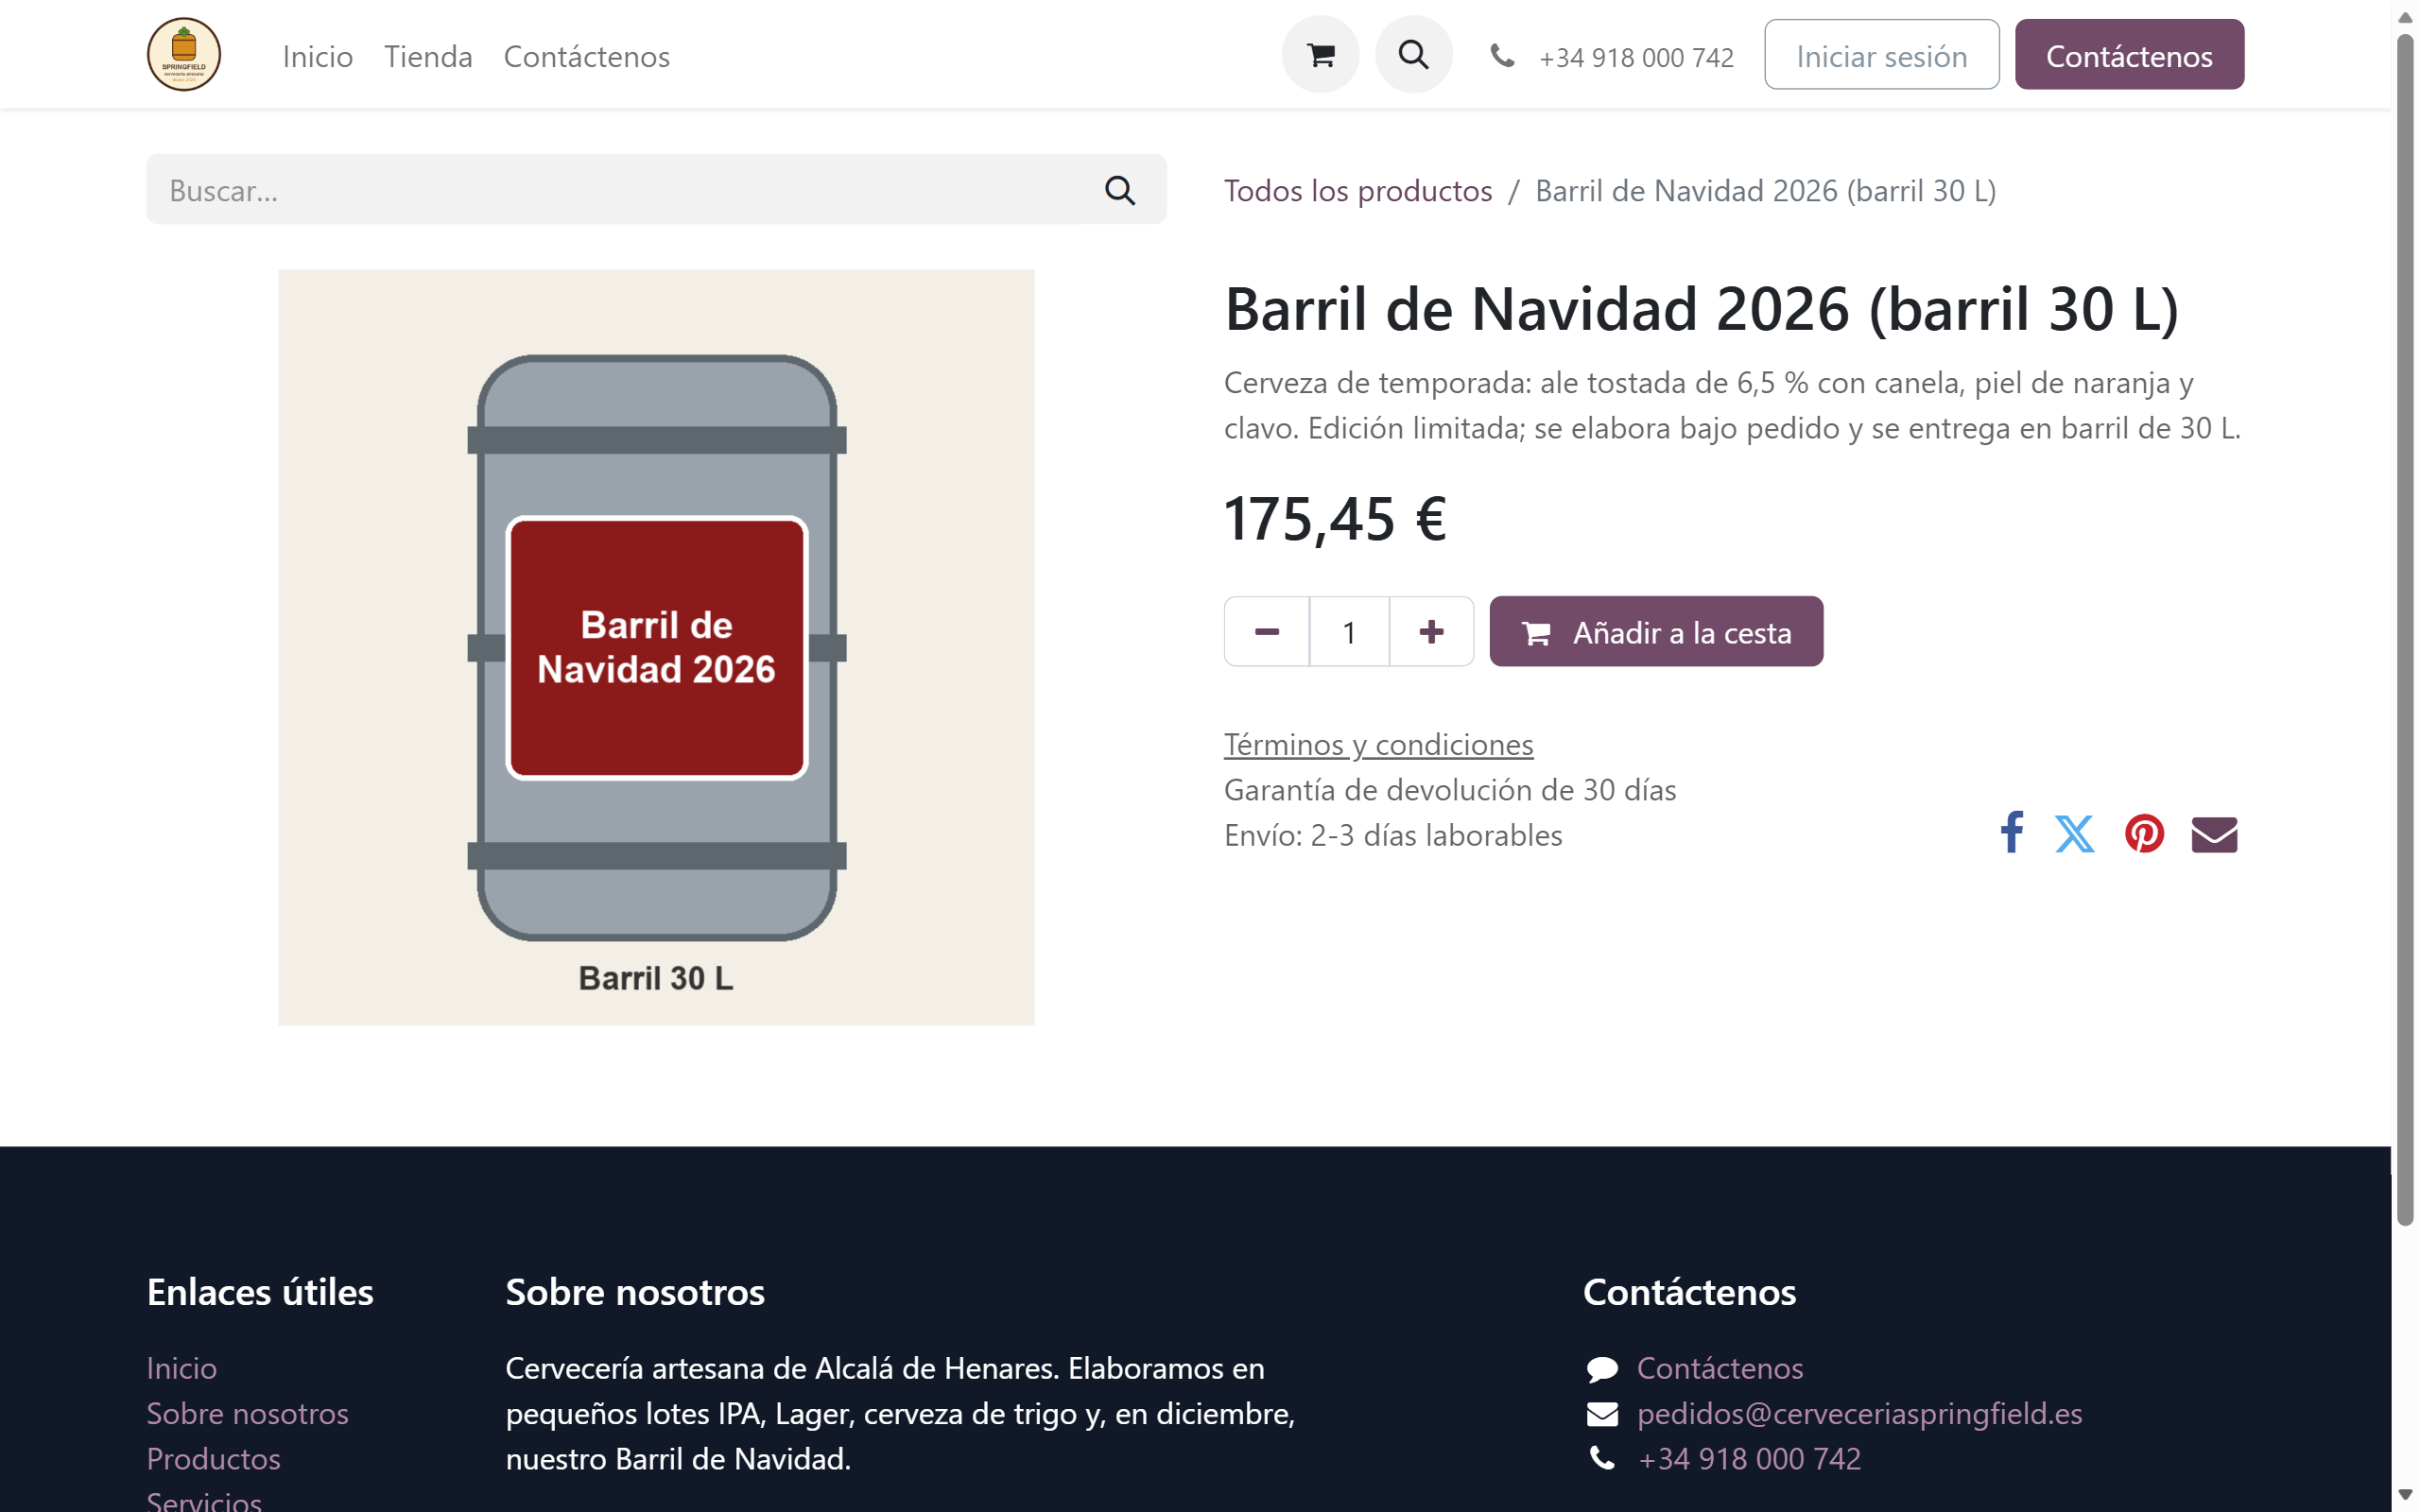 SPRINGFIELD
cervecería artesana
desde 2020
Inicio
Tienda
Contáctenos
+34 918 000 742
Iniciar sesión
Contáctenos
Buscar...
Todos los productos / Barril de Navidad 2026 (barril 30 L)
Barril de
Navidad 2026
Barril 30 L
Barril de Navidad 2026 (barril 30 L)
Cerveza de temporada: ale tostada de 6,5 % con canela, piel de naranja y
clavo. Edición limitada; se elabora bajo pedido y se entrega en barril de 30 L.
175,45 €
1
Añadir a la cesta
Términos y condiciones
Garantía de devolución de 30 días
Envío: 2-3 días laborables
Enlaces útiles
Inicio
Sobre nosotros
Productos
Servicios
Sobre nosotros
Cervecería artesana de Alcalá de Henares. Elaboramos en
pequeños lotes IPA, Lager, cerveza de trigo y, en diciembre,
nuestro Barril de Navidad.
Contáctenos
Contáctenos
pedidos@cerveceriaspringfield.es
+34 918 000 742